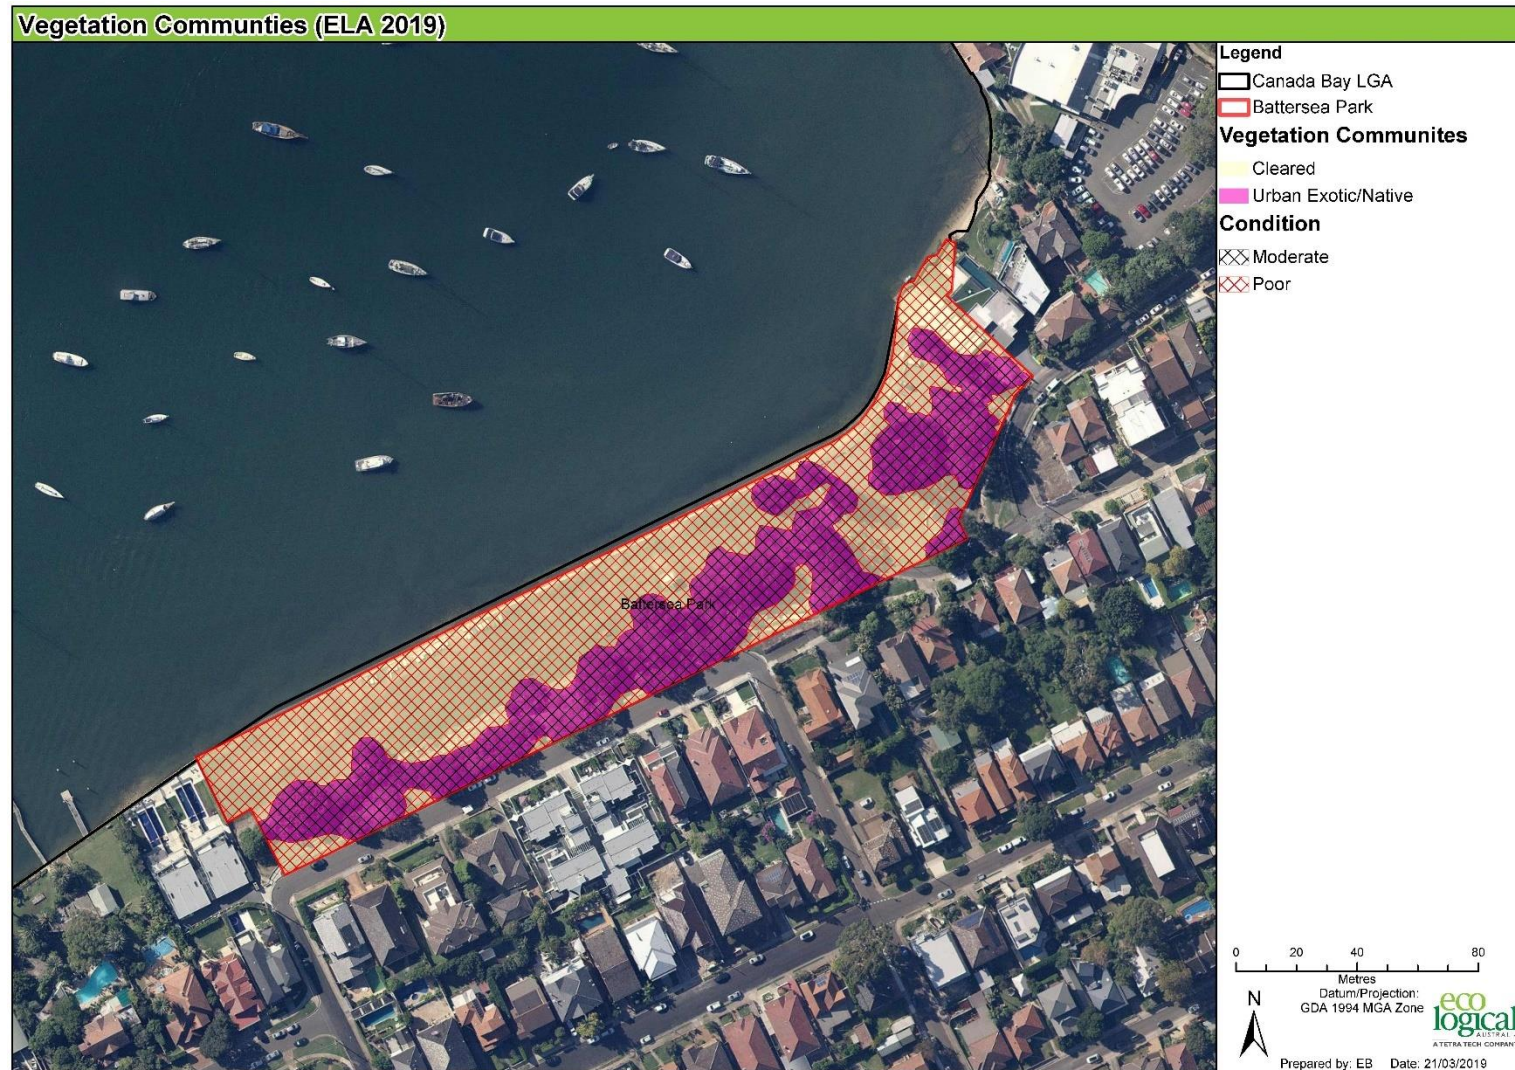 Vegetation Communties (ELA 2019)
Legend
Canada Bay LGA
Battersea Park
Vegetation Communites
Cleared
Urban Exotic/Native
Condition
Moderate
Poor
Battersea Park
0 20 40 80
Metres
Datum/Projection:
GDA 1994 MGA Zone
N
eco
logical
AUSTRALIA
A TETRA TECH COMPANY
Prepared by: EB Date: 21/03/2019